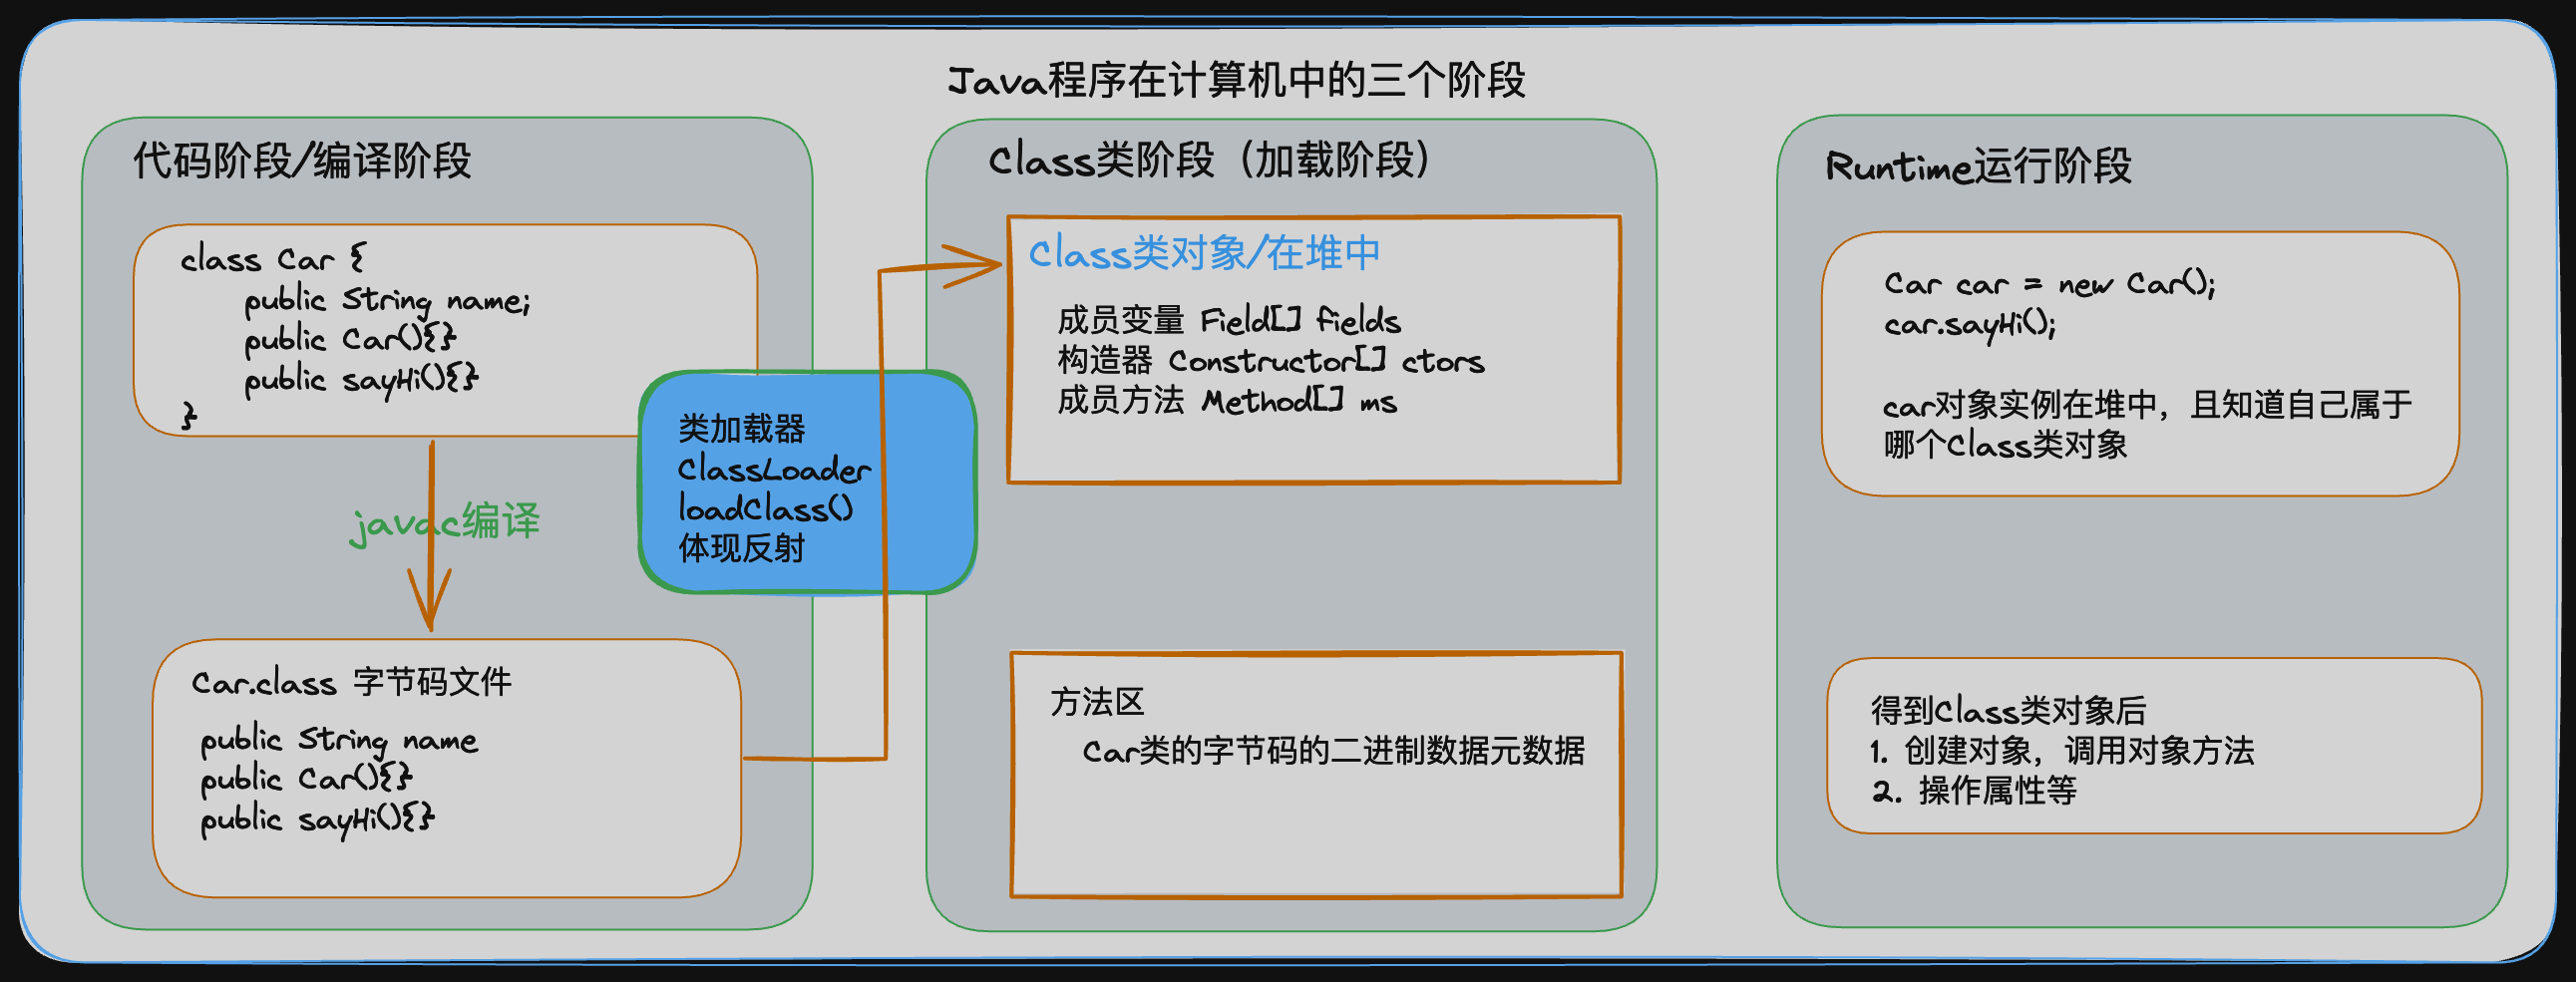 Java程序在计算机中的三个阶段
代码阶段/编译阶段
class Car {
public String name;
public Car(){}
public sayHi(){}
}
javac编译
Car.class 字节码文件
public String name
public Car(){}
public sayHi(){}
类加载器
ClassLoader
loadClass()
体现反射
Class类阶段（加载阶段）
Class类对象/在堆中
成员变量 Field[] fields
构造器 Constructor[] ctors
成员方法 Method[] ms
方法区
Car类的字节码的二进制数据元数据
Runtime运行阶段
Car car = new Car();
car.sayHi();
car对象实例在堆中，且知道自己属于
哪个Class类对象
得到Class类对象后
1. 创建对象，调用对象方法
2. 操作属性等